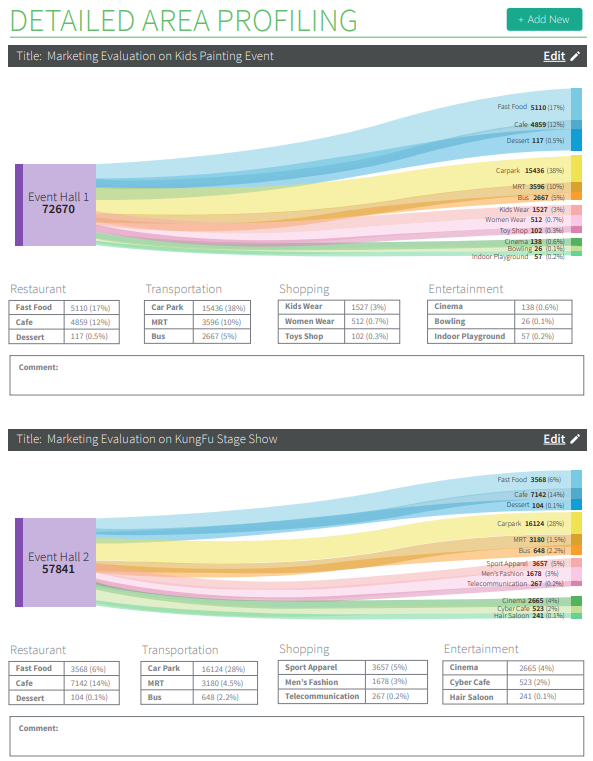 DETAILED AREA PROFILING
+ Add New
Title: Marketing Evaluation on Kids Painting Event
Edit
Fast Food 5110 (17%)
Cafe 4859 (12%)
Dessert 117 (0.5%)
Carpark 15436 (38%)
MRT 3596 (10%)
Bus 2667 (5%)
Kids Wear 1527 (3%)
Women Wear 512 (0.7%)
Toy Shop 102 (0.3%)
Cinema 138 (0.6%)
Bowling 26 (0.1%)
Indoor Playground 57 (0.2%)
Event Hall 1
72670
Restaurant
Fast Food 5110 (17%)
Cafe 4859 (12%)
Dessert 117 (0.5%)
Transportation
Car Park 15436 (38%)
MRT 3596 (10%)
Bus 2667 (5%)
Shopping
Kids Wear 1527 (3%)
Women Wear 512 (0.7%)
Toys Shop 102 (0.3%)
Entertainment
Cinema 138 (0.6%)
Bowling 26 (0.1%)
Indoor Playground 57 (0.2%)
Comment:
Title: Marketing Evaluation on KungFu Stage Show
Edit
Fast Food 3568 (6%)
Cafe 7142 (14%)
Dessert 104 (0.1%)
Carpark 16124 (28%)
MRT 3180 (1.5%)
Bus 648 (2.2%)
Sport Apparel 3657 (5%)
Men's Fashion 1678 (3%)
Telecommunication 267 (0.2%)
Cinema 2665 (4%)
Cyber Cafe 523 (2%)
Hair Saloon 241 (0.1%)
Event Hall 2
57841
Restaurant
Fast Food 3568 (6%)
Cafe 7142 (14%)
Dessert 104 (0.1%)
Transportation
Car Park 16124 (28%)
MRT 3180 (4.5%)
Bus 648 (2.2%)
Shopping
Sport Apparel 3657 (5%)
Men's Fashion 1678 (3%)
Telecommunication 267 (0.2%)
Entertainment
Cinema 2665 (4%)
Cyber Cafe 523 (2%)
Hair Saloon 241 (0.1%)
Comment: